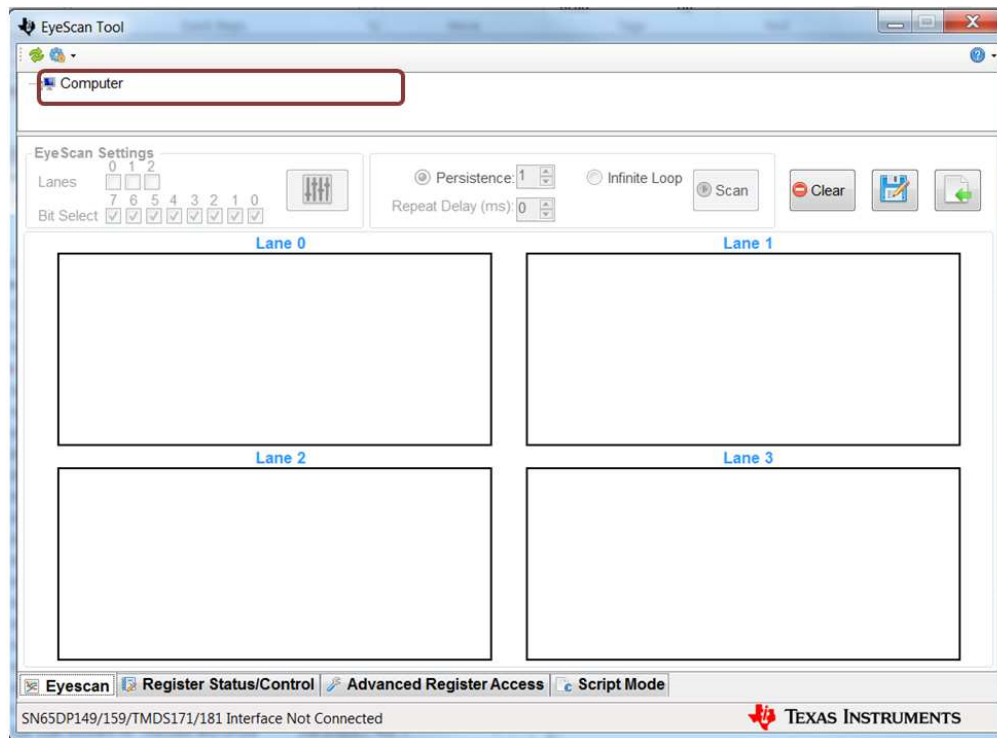 EyeScan Tool
Computer
EyeScan Settings
0 1 2
Lanes
7 6 5 4 3 2 1 0
Bit Select
Persistence: 1
Infinite Loop
Repeat Delay (ms): 0
Scan
Clear
Lane 0
Lane 1
Lane 2
Lane 3
Eyescan
Register Status/Control
Advanced Register Access
Script Mode
SN65DP149/159/TMDS171/181 Interface Not Connected
TEXAS INSTRUMENTS